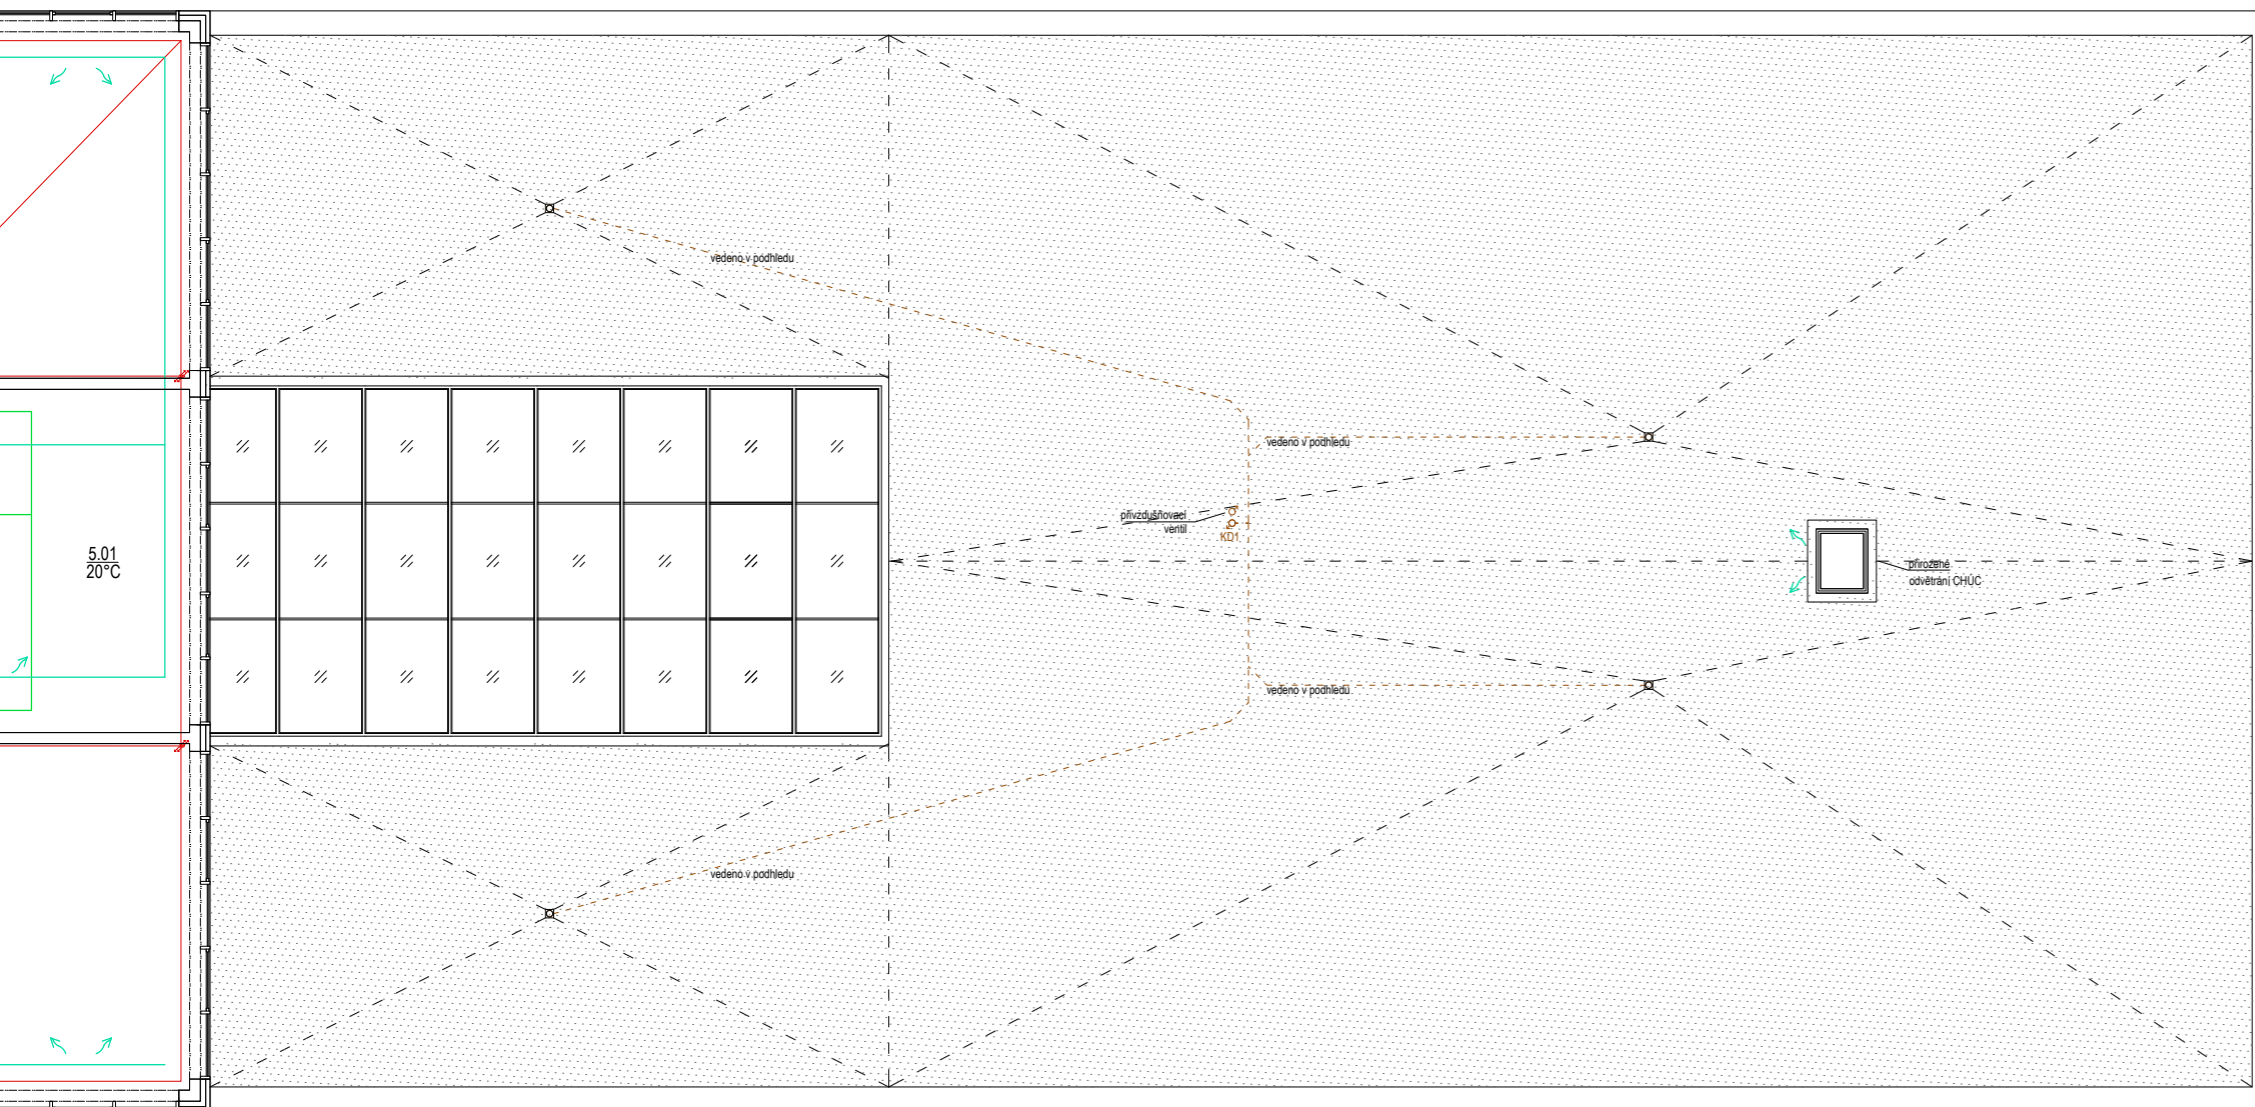 vedeno v podhledu
vedeno v podhledu
přivzdušňovací
ventil
KD1
5.01
20°C
přirozené
odvětrání CHÚC
vedeno v podhledu
vedeno v podhledu